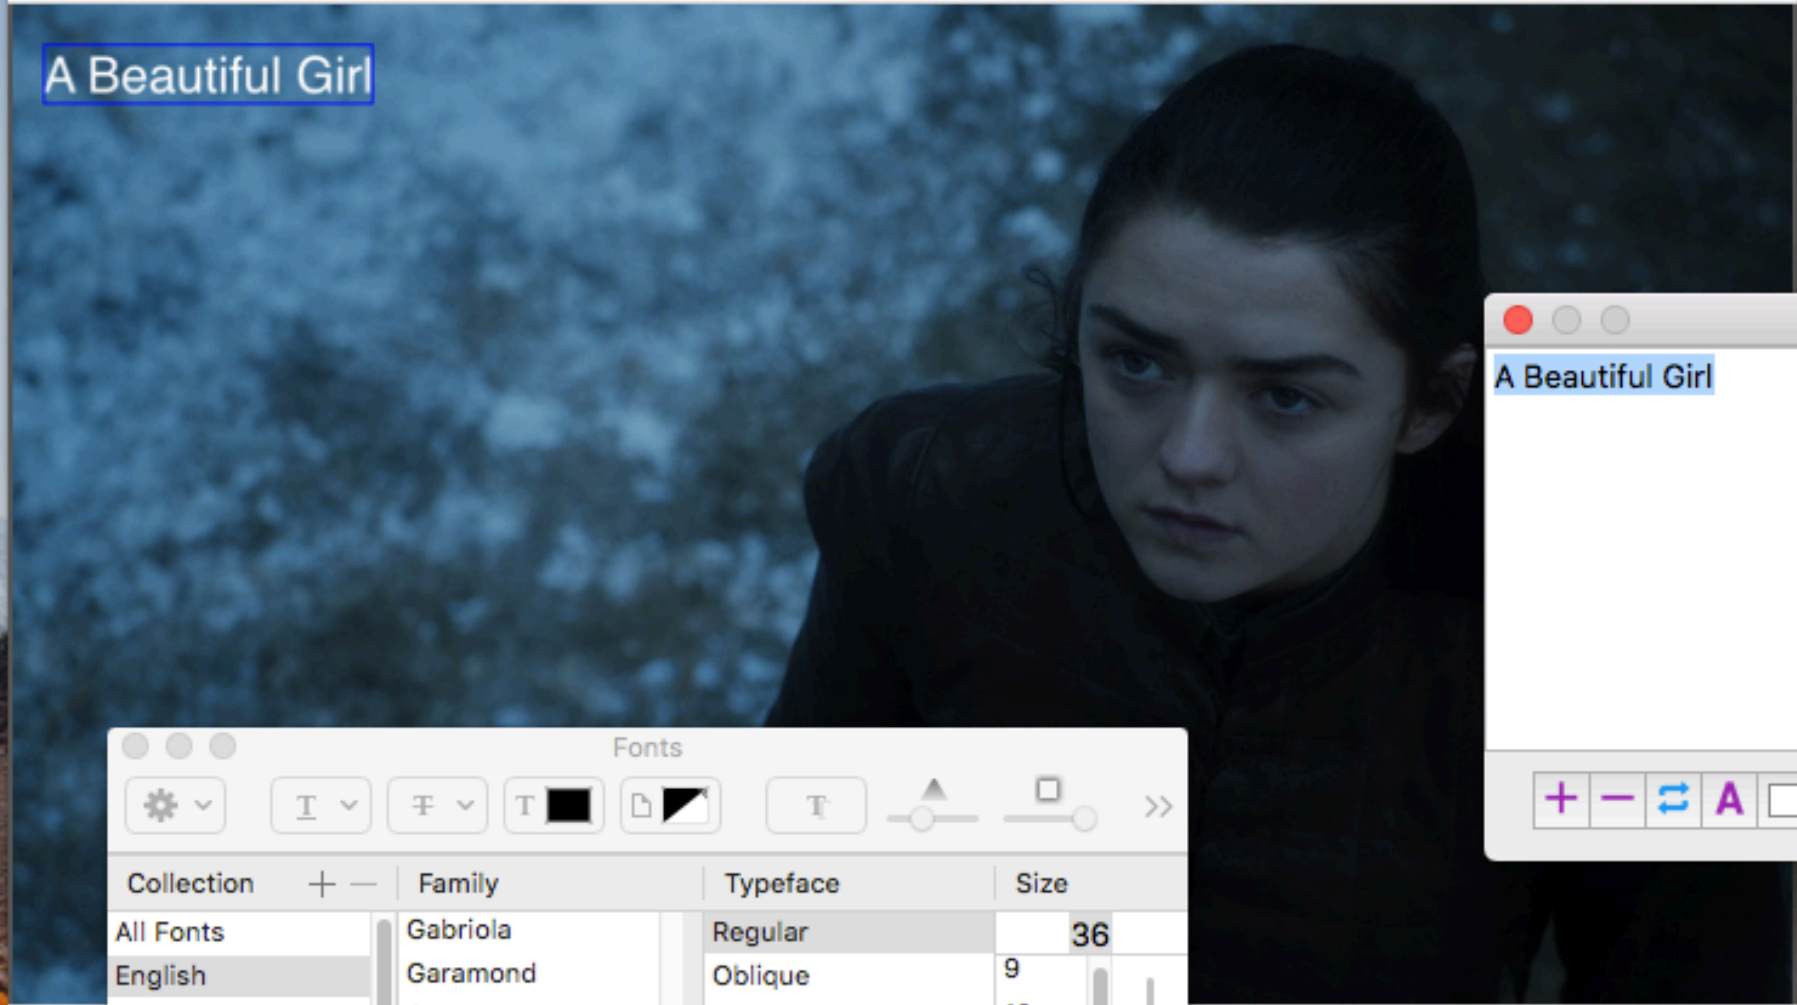 A Beautiful Girl
A Beautiful Girl
Fonts
T T T T
A
Collection + — Family Typeface Size
All Fonts Gabriola Regular 36
English Garamond Oblique 9